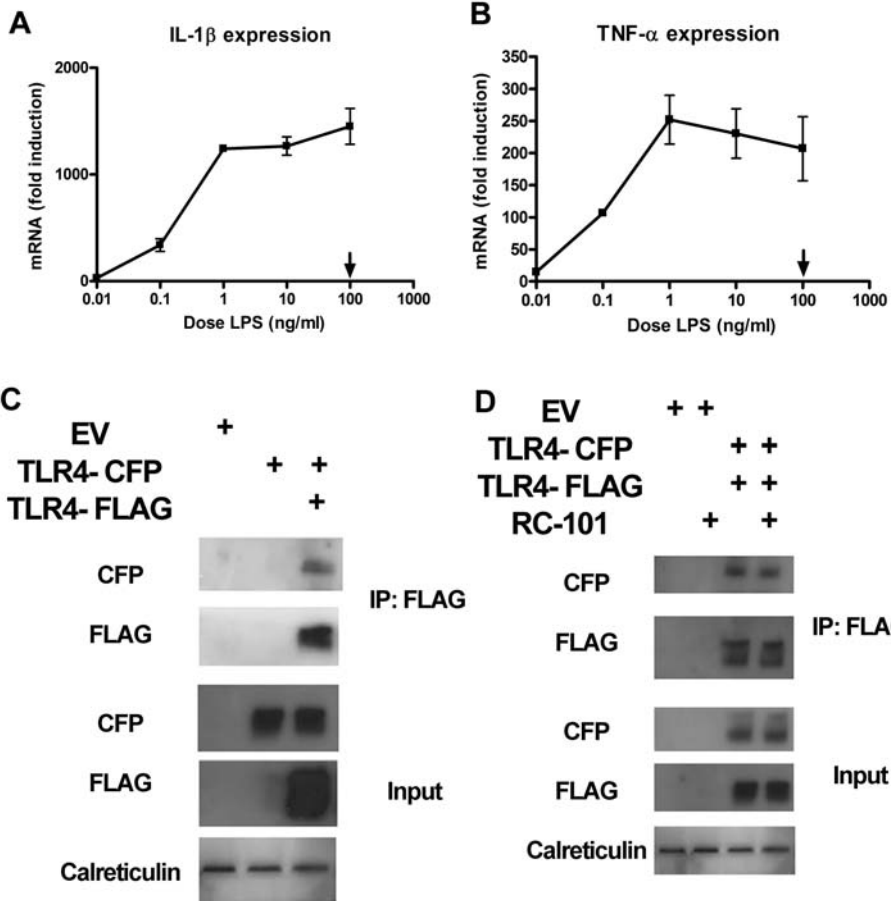 A
IL-1β expression
mRNA (fold induction)
2000
1000
0
0.01 0.1 1 10 100 1000
Dose LPS (ng/ml)
B
TNF-α expression
mRNA (fold induction)
350
300
250
200
150
100
50
0
0.01 0.1 1 10 100 1000
Dose LPS (ng/ml)
C
EV +
TLR4- CFP + +
TLR4- FLAG +
CFP
IP: FLAG
FLAG
CFP
FLAG
Input
Calreticulin
D
EV + +
TLR4- CFP + +
TLR4- FLAG + +
RC-101 + +
CFP
IP: FLA
FLAG
CFP
Input
FLAG
Calreticulin